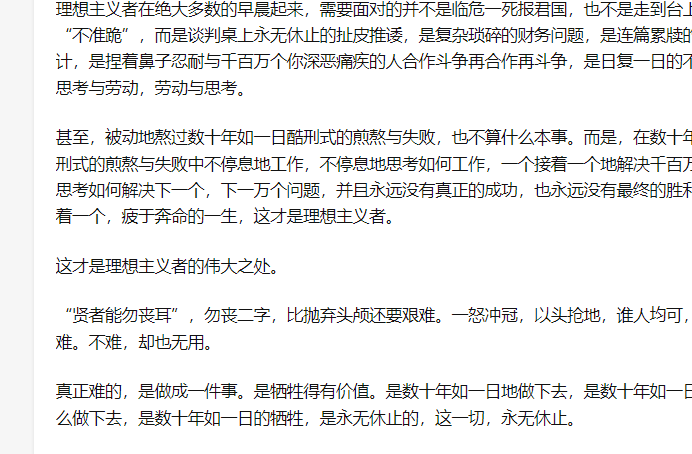 理想主义者在绝大多数的早晨起来，需要面对的并不是临危一死报君国，也不是走到台上
“不准跪”，而是谈判桌上永无休止的扯皮推诿，是复杂琐碎的财务问题，是连篇累牍的
计，是捏着鼻子忍耐与千百万个你深恶痛疾的人合作斗争再合作再斗争，是日复一日的不
思考与劳动，劳动与思考。
甚至，被动地熬过数十年如一日酷刑式的煎熬与失败，也不算什么本事。而是，在数十年
刑式的煎熬与失败中不停息地工作，不停息地思考如何工作，一个接着一个地解决千百万
思考如何解决下一个，下一万个问题，并且永远没有真正的成功，也永远没有最终的胜利
着一个，疲于奔命的一生，这才是理想主义者。
这才是理想主义者的伟大之处。
“贤者能勿丧耳”，勿丧二字，比抛弃头颅还要艰难。一怒冲冠，以头抢地，谁人均可，
难。不难，却也无用。
真正难的，是做成一件事。是牺牲得有价值。是数十年如一日地做下去，是数十年如一日
么做下去，是数十年如一日的牺牲，是永无休止的，这一切，永无休止。